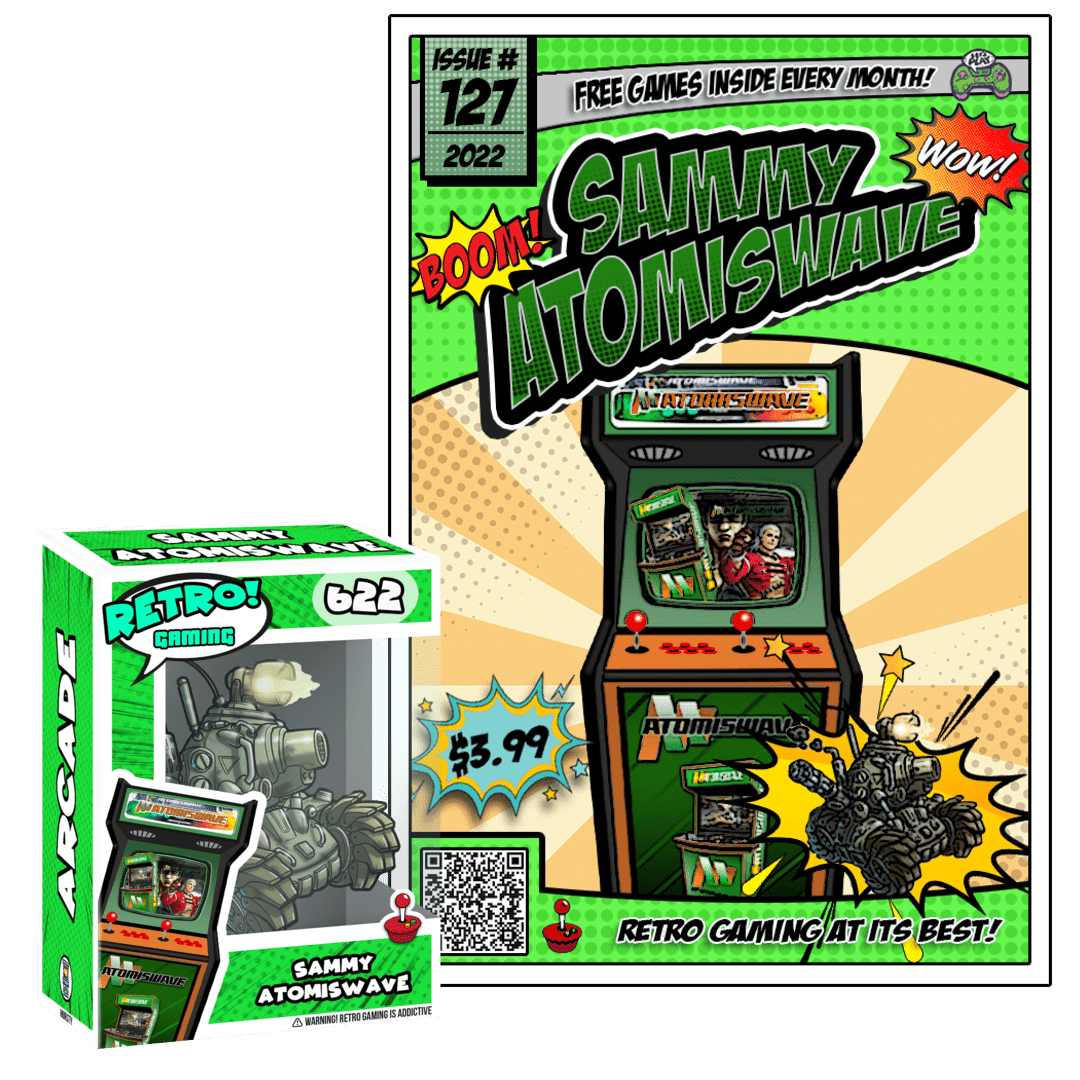 ISSUE #
127
2022
FREE GAMES INSIDE EVERY MONTH!
WOW!
SAMMY
ATOMISWAVE
BOOM!
ATOMISWAVE
ATOMISWAVE
$3.99
RETRO GAMING AT ITS BEST!
SAMMY
ATOMISWAVE
RETRO!
GAMING
622
ARCADE
ATOMISWAVE
ATOMISWAVE
SAMMY
ATOMISWAVE
WARNING! RETRO GAMING IS ADDICTIVE